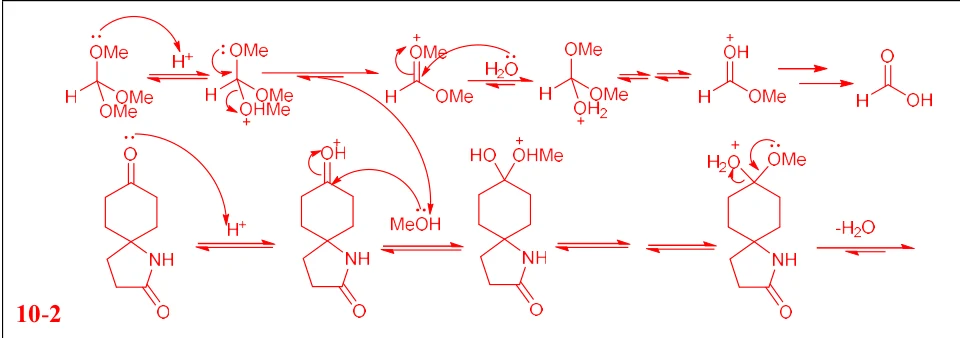 OMe H+ OMe +OMe H2O OMe +OH O
H OMe OMe H OMe OHMe + H OMe H OMe OH2 + H OMe H OH
O H+ +OH MeOH HO +OHMe H2O + OMe -H2O
NH NH NH NH
O O O O
10-2